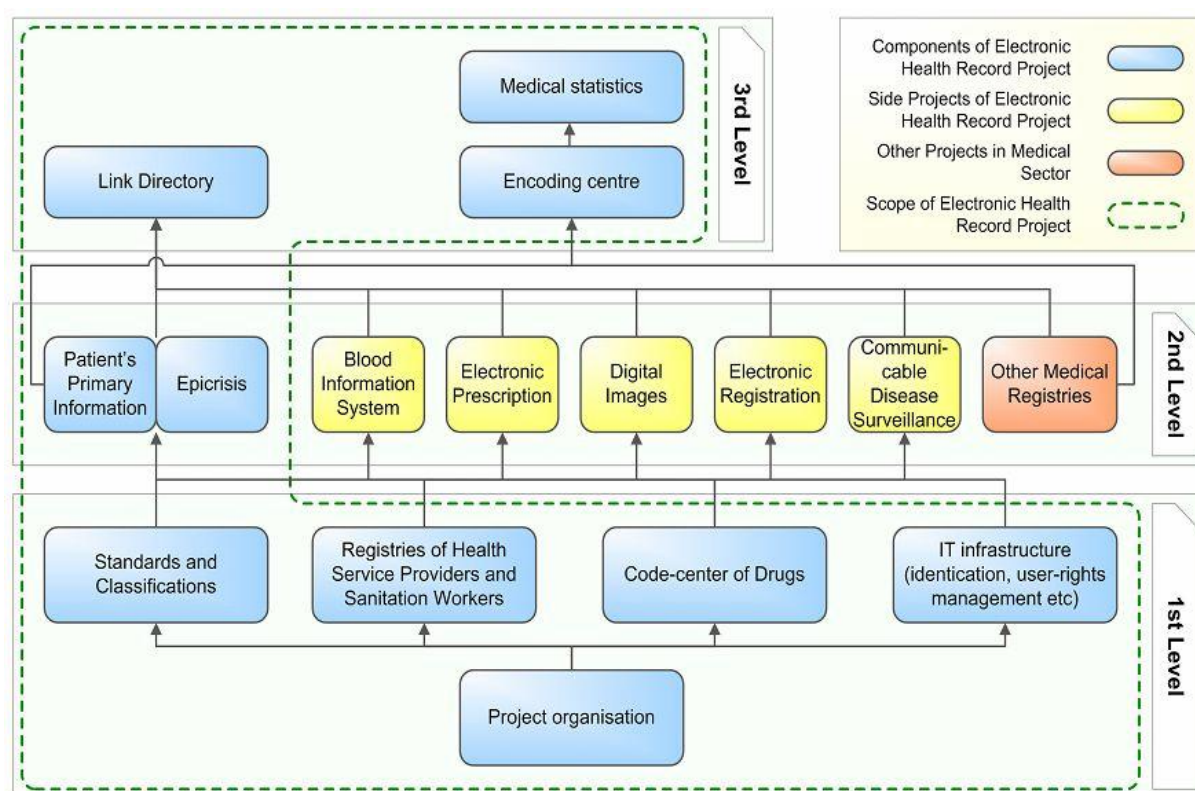 Medical statistics
Link Directory
Encoding centre
3rd Level
Components of Electronic
Health Record Project
Side Projects of Electronic
Health Record Project
Other Projects in Medical
Sector
Scope of Electronic Health
Record Project
Patient's
Primary
Information
Epicrisis
Blood
Information
System
Electronic
Prescription
Digital
Images
Electronic
Registration
Communi-
cable
Disease
Surveillance
Other Medical
Registries
2nd Level
Standards and
Classifications
Registries of Health
Service Providers and
Sanitation Workers
Code-center of Drugs
IT infrastructure
(identication, user-rights
management etc)
Project organisation
1st Level